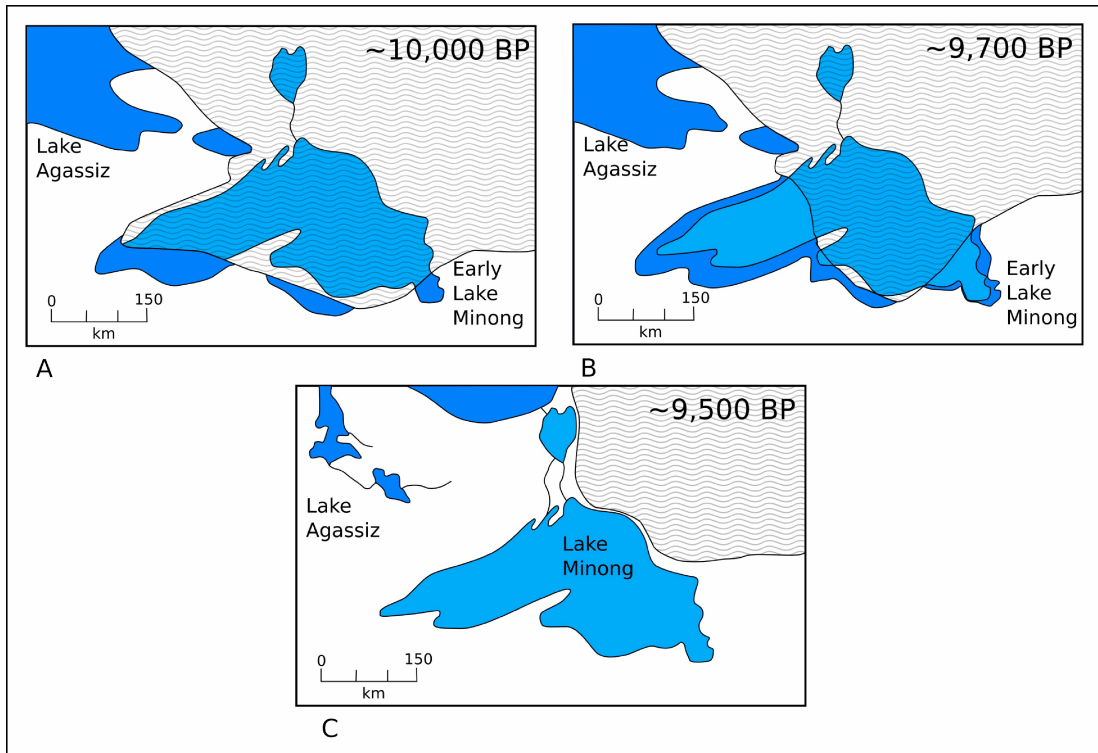 ~10,000 BP
Lake
Agassiz
Early
Lake
Minong
0 150
km
A
~9,700 BP
Lake
Agassiz
Early
Lake
Minong
0 150
km
B
~9,500 BP
Lake
Agassiz
Lake
Minong
0 150
km
C